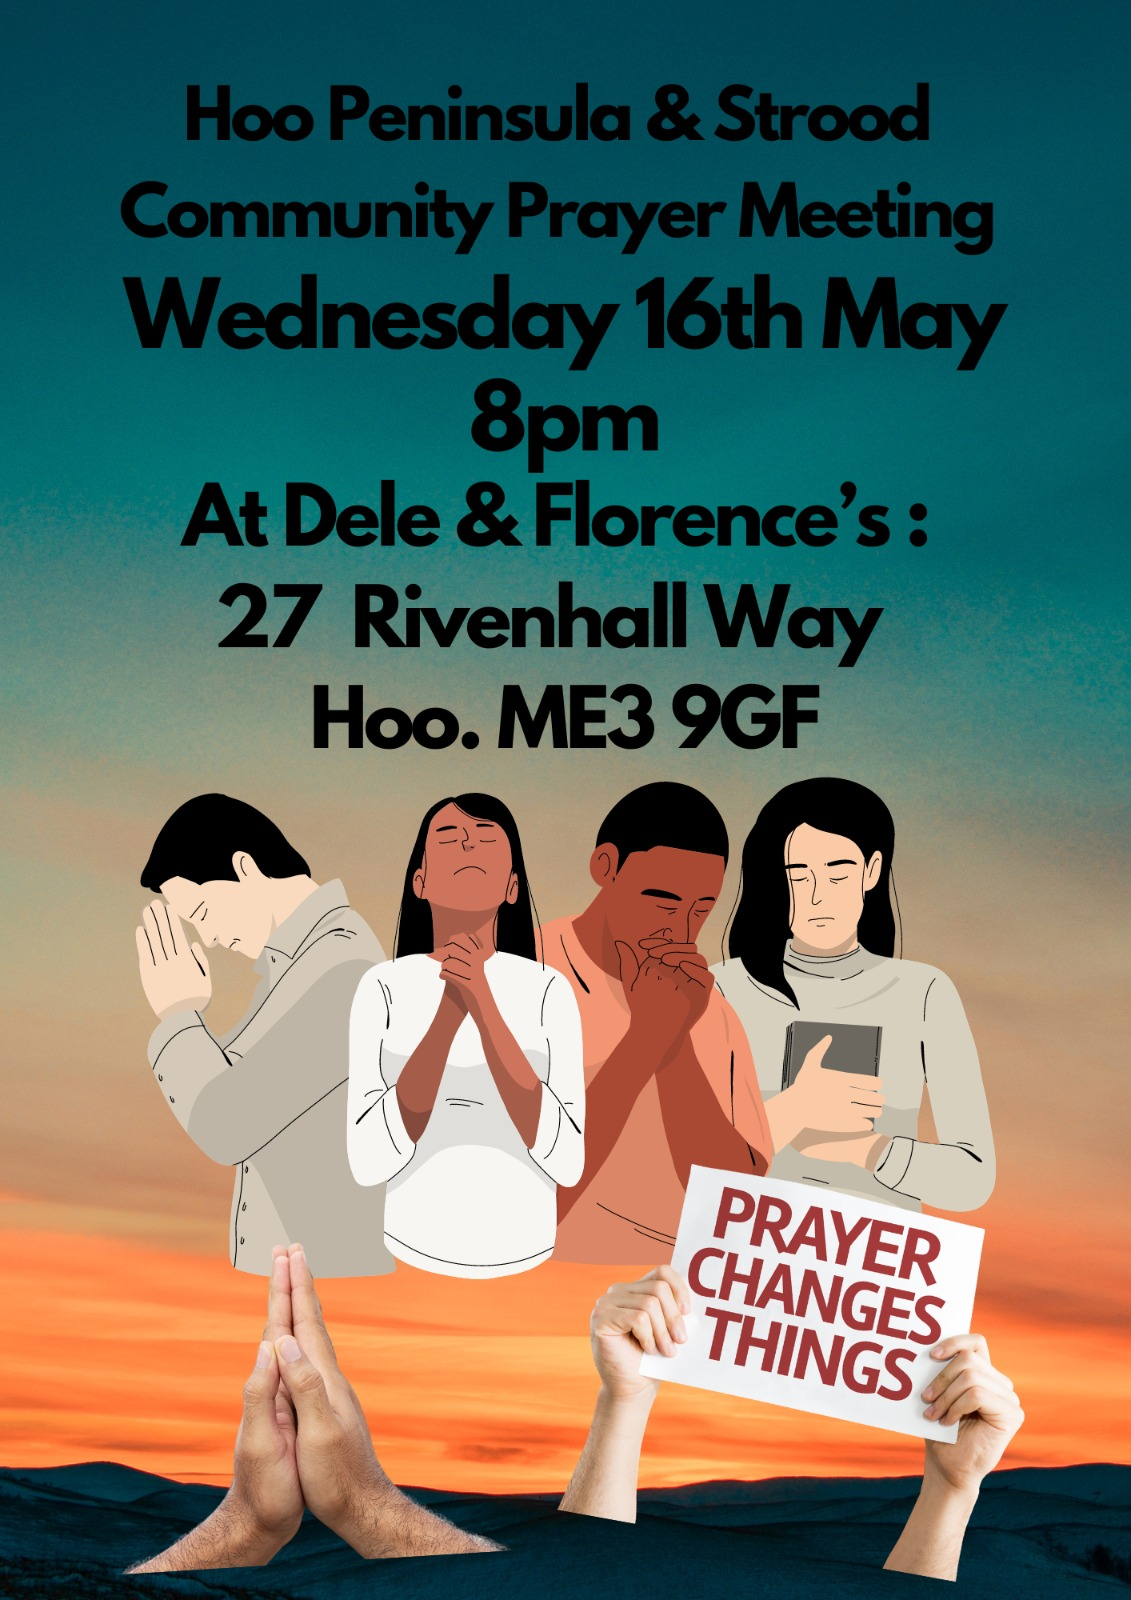 Hoo Peninsula & Strood
Community Prayer Meeting
Wednesday 16th May
8pm
At Dele & Florence’s :
27 Rivenhall Way
Hoo. ME3 9GF
PRAYER
CHANGES
THINGS